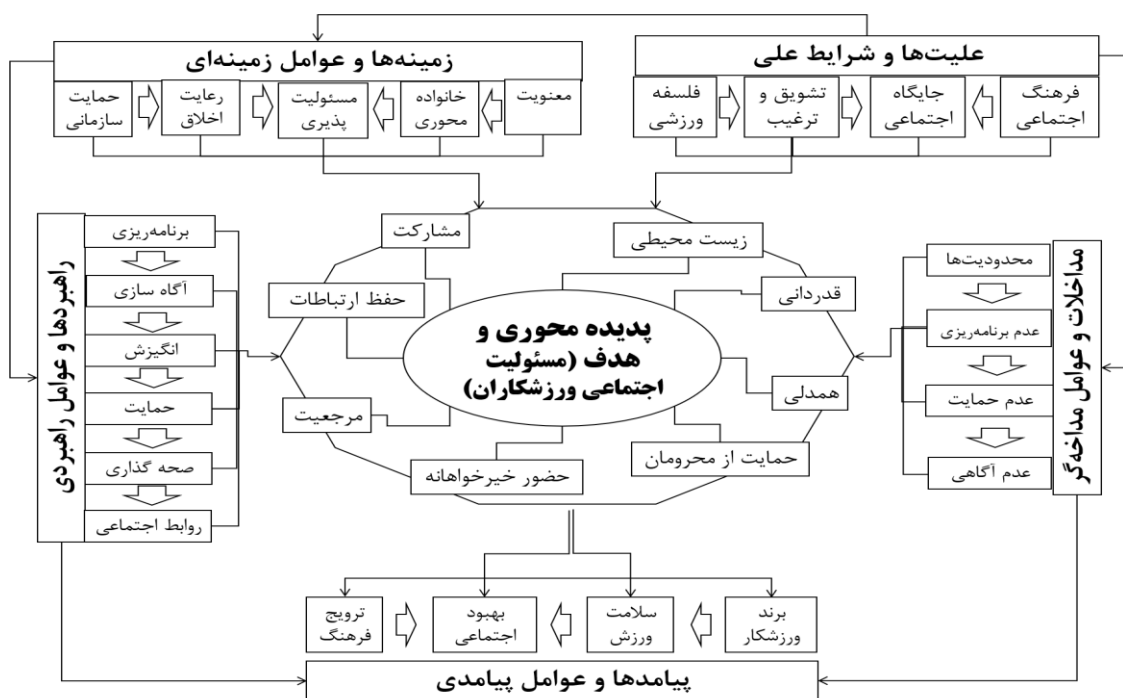 علیت‌ها و شرایط علی
فرهنگ
اجتماعی
جایگاه
اجتماعی
تشویق و
ترغیب
فلسفه
ورزشی
زمینه‌ها و عوامل زمینه‌ای
معنویت
خانواده
محوری
مسئولیت
پذیری
رعایت
اخلاق
حمایت
سازمانی
مداخلات و عوامل مداخه‌گر
محدودیت‌ها
عدم برنامه‌ریزی
عدم حمایت
عدم آگاهی
زیست محیطی
قدردانی
همدلی
حمایت از محرومان
حضور خیرخواهانه
مرجعیت
حفظ ارتباطات
مشارکت
پدیده محوری و
هدف (مسئولیت
اجتماعی ورزشکاران)
راهبردها و عوامل راهبردی
برنامه‌ریزی
آگاه سازی
انگیزش
حمایت
صحه گذاری
روابط اجتماعی
برند
ورزشکار
سلامت
ورزش
بهبود
اجتماعی
ترویج
فرهنگ
پیامدها و عوامل پیامدی